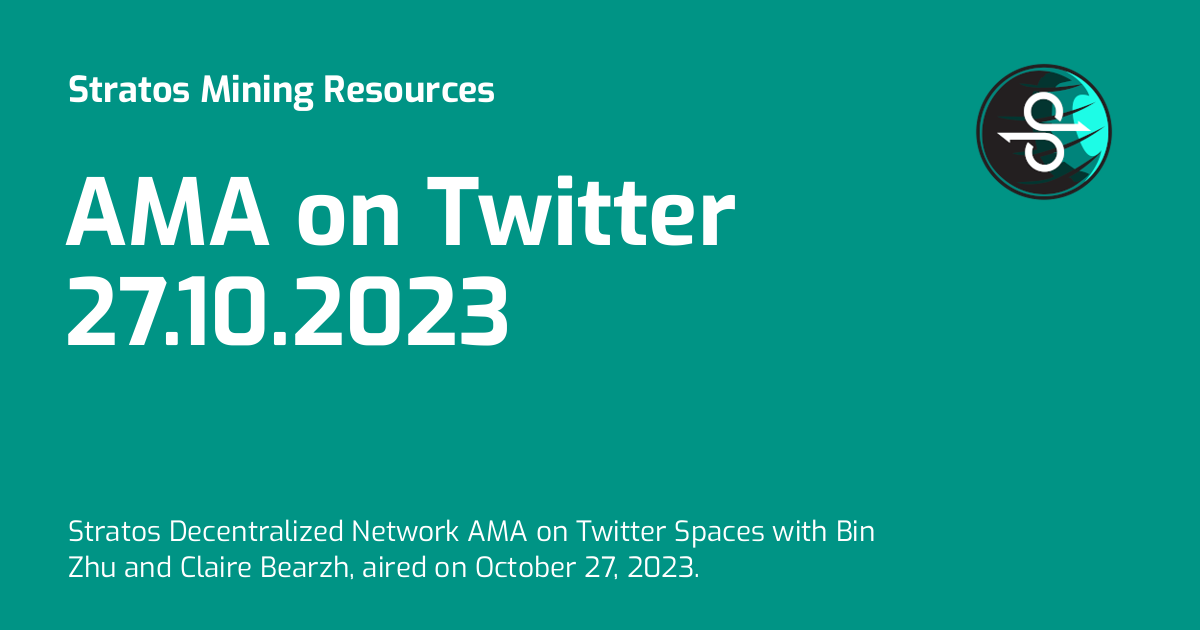 Stratos Mining Resources
AMA on Twitter
27.10.2023
Stratos Decentralized Network AMA on Twitter Spaces with Bin
Zhu and Claire Bearzh, aired on October 27, 2023.